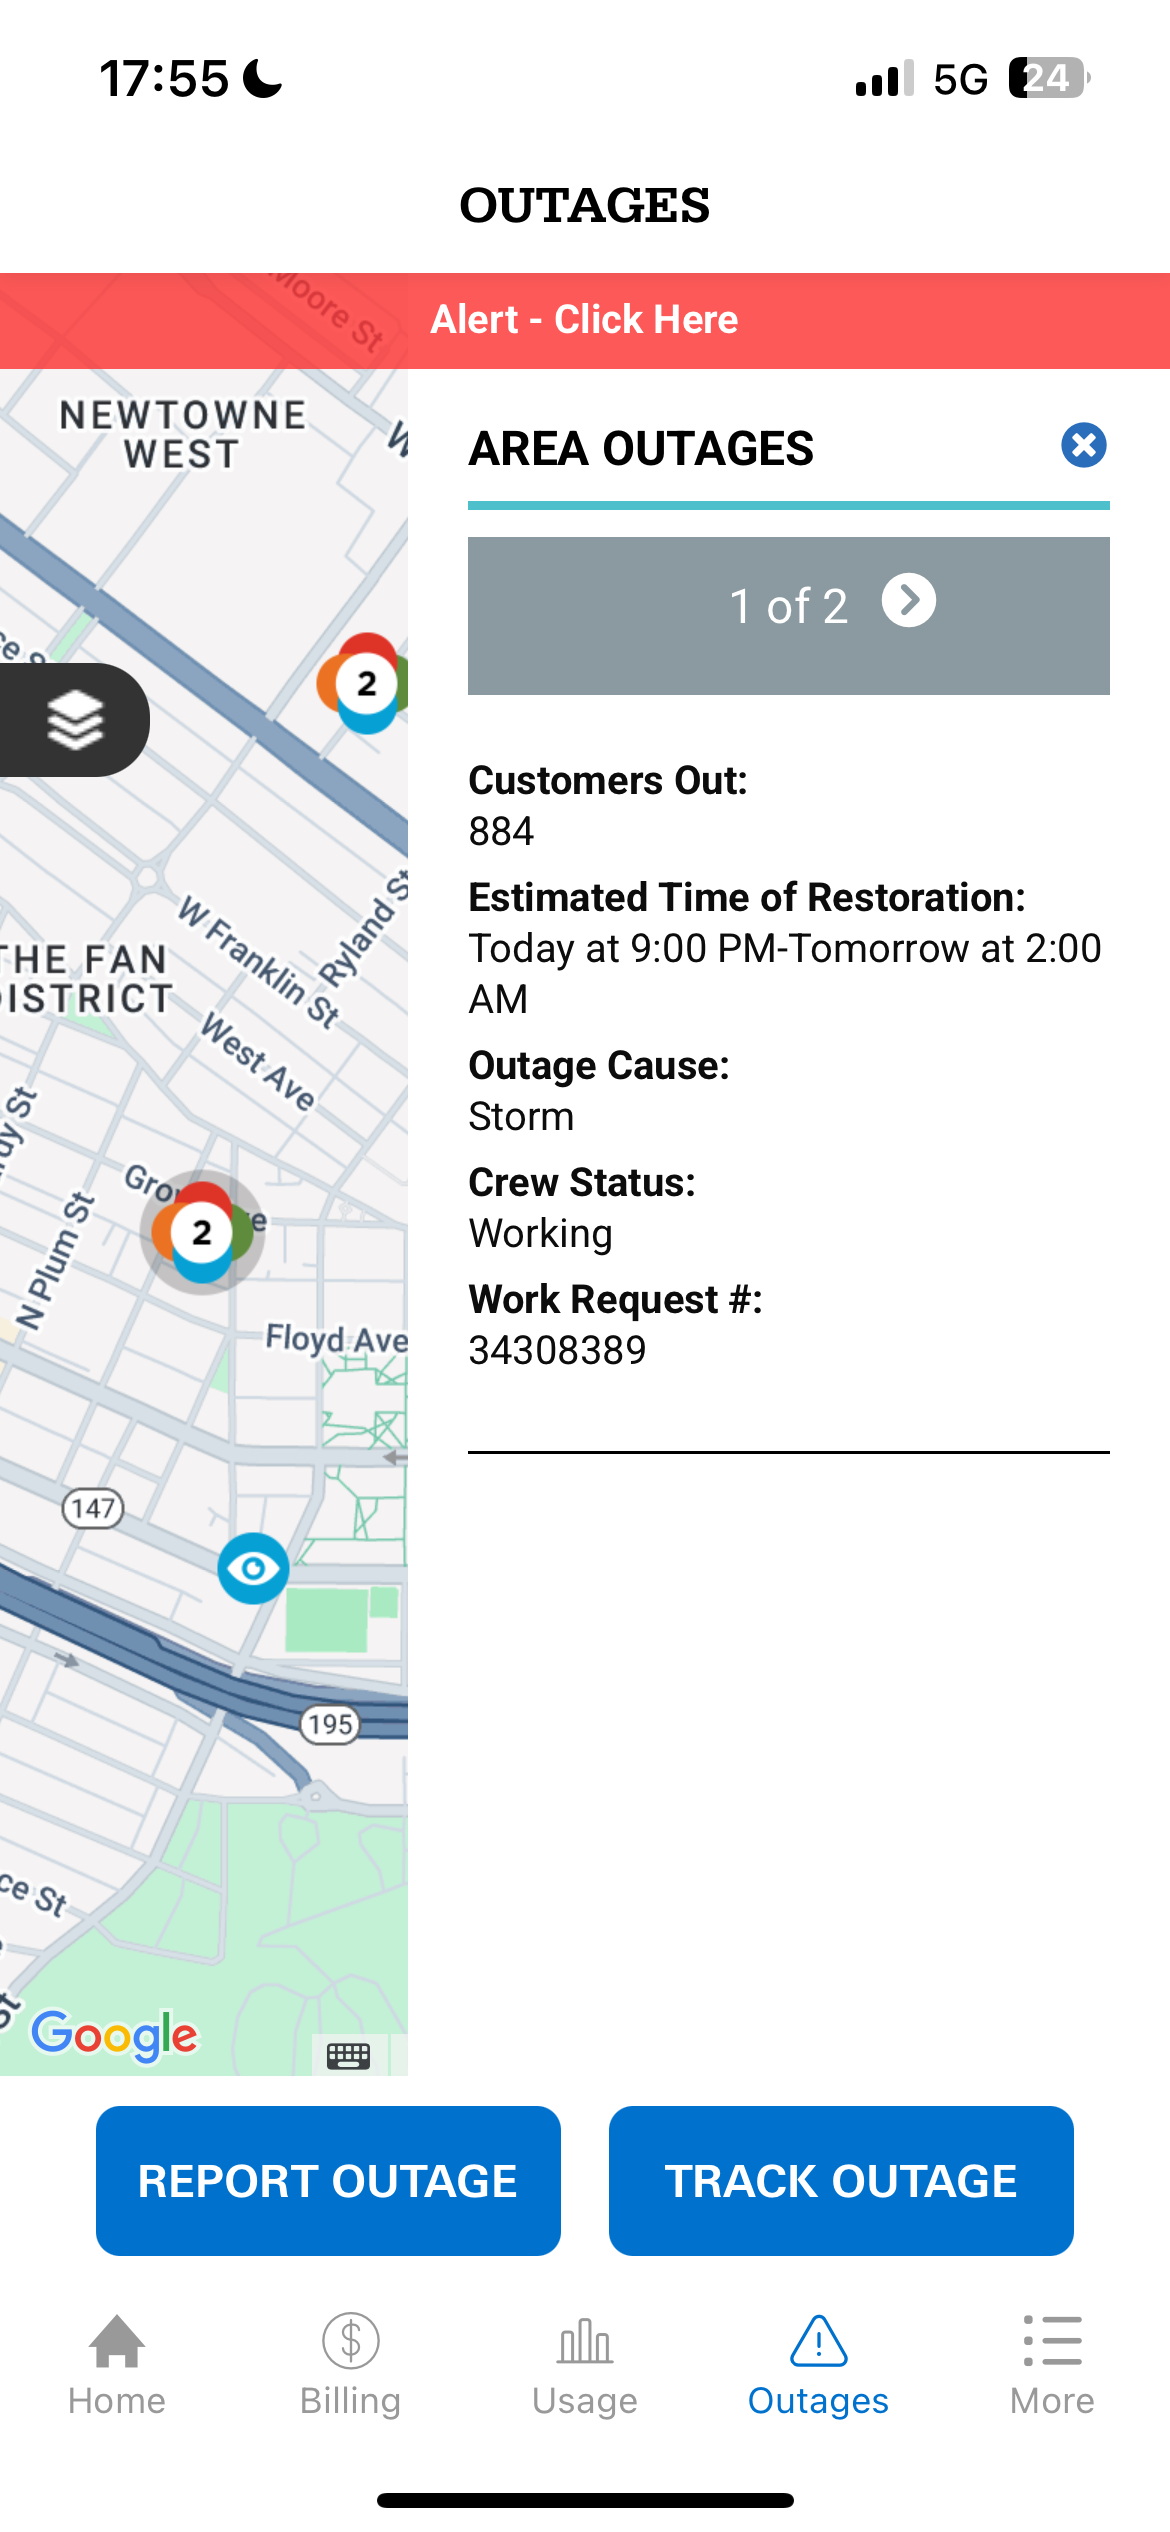 17:55
5G 24
OUTAGES
Moore St
Alert - Click Here
NEWTOWNE
WEST
AREA OUTAGES
1 of 2
2
Customers Out:
884
Estimated Time of Restoration:
Today at 9:00 PM-Tomorrow at 2:00
AM
Outage Cause:
Storm
Crew Status:
Working
Work Request #:
34308389
W Franklin St
Ryland St
THE FAN
DISTRICT
West Ave
N Plum St
2
Floyd Ave
147
195
Google
REPORT OUTAGE
TRACK OUTAGE
Home
Billing
Usage
Outages
More